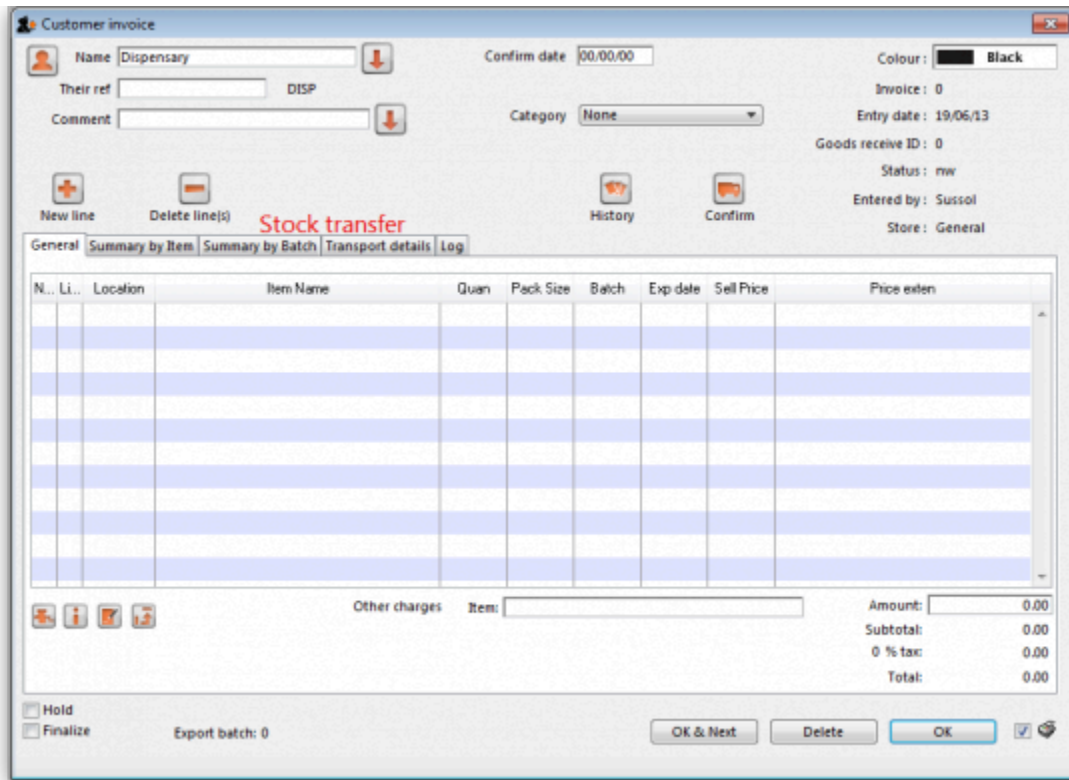 Customer invoice
Name Dispensary
Confirm date 00/00/00
Colour: Black
Their ref DISP
Invoice: 0
Comment
Category None
Entry date: 19/06/13
Goods receive ID: 0
Status: nw
Entered by: Sussol
Store: General
New line Delete line(s) History Confirm
Stock transfer
General Summary by Item Summary by Batch Transport details Log
N... Li... Location Item Name Quan Pack Size Batch Exp date Sell Price Price exten
Other charges Item: Amount: 0.00
Subtotal: 0.00
0 % tax: 0.00
Total: 0.00
Hold
Finalize Export batch: 0 OK & Next Delete OK